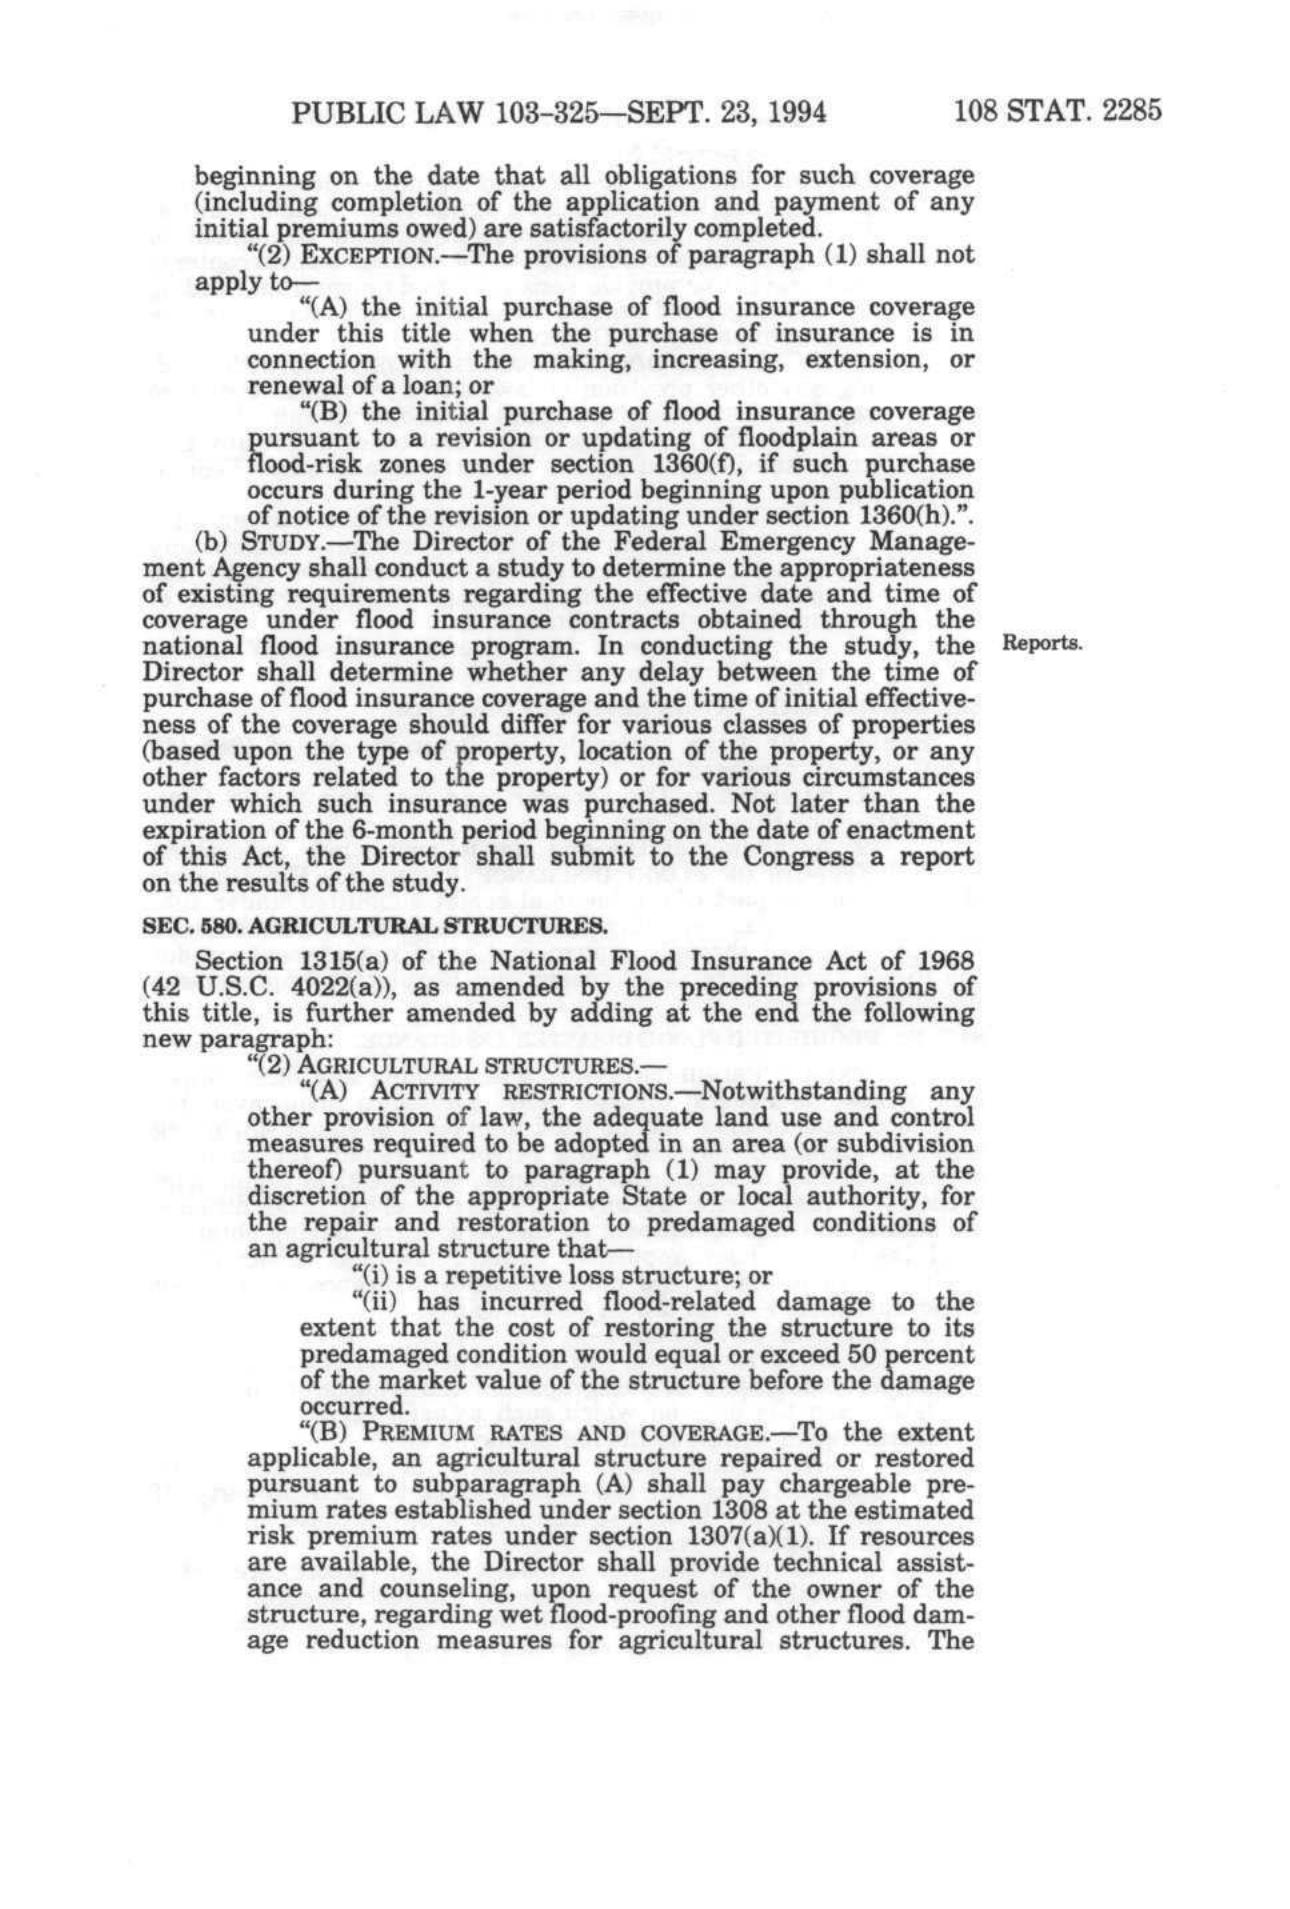 PUBLIC LAW 103–325—SEPT. 23, 1994 108 STAT. 2285
beginning on the date that all obligations for such coverage
(including completion of the application and payment of any
initial premiums owed) are satisfactorily completed.
“(2) EXCEPTION.—The provisions of paragraph (1) shall not
apply to—
“(A) the initial purchase of flood insurance coverage
under this title when the purchase of insurance is in
connection with the making, increasing, extension, or
renewal of a loan; or
“(B) the initial purchase of flood insurance coverage
pursuant to a revision or updating of floodplain areas or
flood-risk zones under section 1360(f), if such purchase
occurs during the 1-year period beginning upon publication
of notice of the revision or updating under section 1360(h).”.
(b) STUDY.—The Director of the Federal Emergency Manage-
ment Agency shall conduct a study to determine the appropriateness
of existing requirements regarding the effective date and time of
coverage under flood insurance contracts obtained through the
national flood insurance program. In conducting the study, the
Reports.
Director shall determine whether any delay between the time of
purchase of flood insurance coverage and the time of initial effective-
ness of the coverage should differ for various classes of properties
(based upon the type of property, location of the property, or any
other factors related to the property) or for various circumstances
under which such insurance was purchased. Not later than the
expiration of the 6-month period beginning on the date of enactment
of this Act, the Director shall submit to the Congress a report
on the results of the study.
SEC. 580. AGRICULTURAL STRUCTURES.
Section 1315(a) of the National Flood Insurance Act of 1968
(42 U.S.C. 4022(a)), as amended by the preceding provisions of
this title, is further amended by adding at the end the following
new paragraph:
“(2) AGRICULTURAL STRUCTURES.—
“(A) ACTIVITY RESTRICTIONS.—Notwithstanding any
other provision of law, the adequate land use and control
measures required to be adopted in an area (or subdivision
thereof) pursuant to paragraph (1) may provide, at the
discretion of the appropriate State or local authority, for
the repair and restoration to predamaged conditions of
an agricultural structure that—
“(i) is a repetitive loss structure; or
“(ii) has incurred flood-related damage to the
extent that the cost of restoring the structure to its
predamaged condition would equal or exceed 50 percent
of the market value of the structure before the damage
occurred.
“(B) PREMIUM RATES AND COVERAGE.—To the extent
applicable, an agricultural structure repaired or restored
pursuant to subparagraph (A) shall pay chargeable pre-
mium rates established under section 1308 at the estimated
risk premium rates under section 1307(a)(1). If resources
are available, the Director shall provide technical assist-
ance and counseling, upon request of the owner of the
structure, regarding wet flood-proofing and other flood dam-
age reduction measures for agricultural structures. The